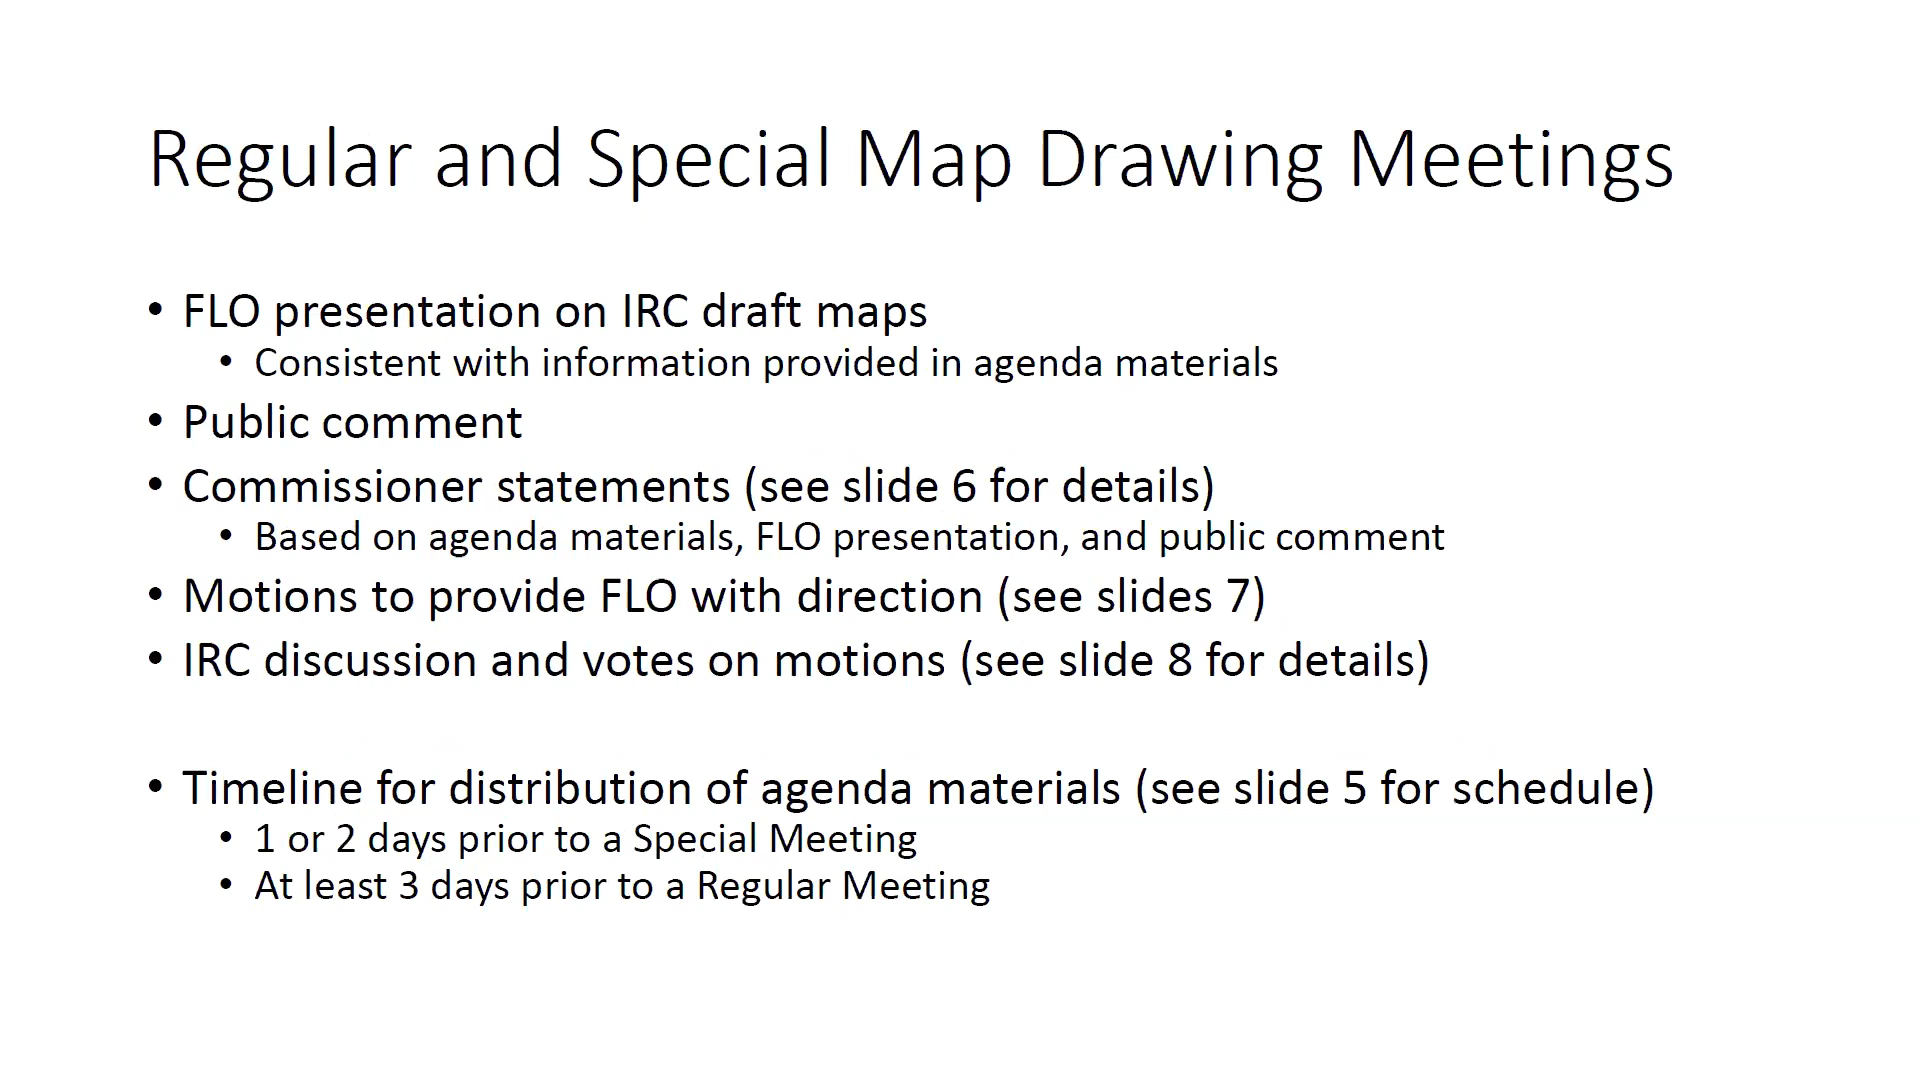 Regular and Special Map Drawing Meetings
• FLO presentation on IRC draft maps
• Consistent with information provided in agenda materials
• Public comment
• Commissioner statements (see slide 6 for details)
• Based on agenda materials, FLO presentation, and public comment
• Motions to provide FLO with direction (see slides 7)
• IRC discussion and votes on motions (see slide 8 for details)
• Timeline for distribution of agenda materials (see slide 5 for schedule)
• 1 or 2 days prior to a Special Meeting
• At least 3 days prior to a Regular Meeting